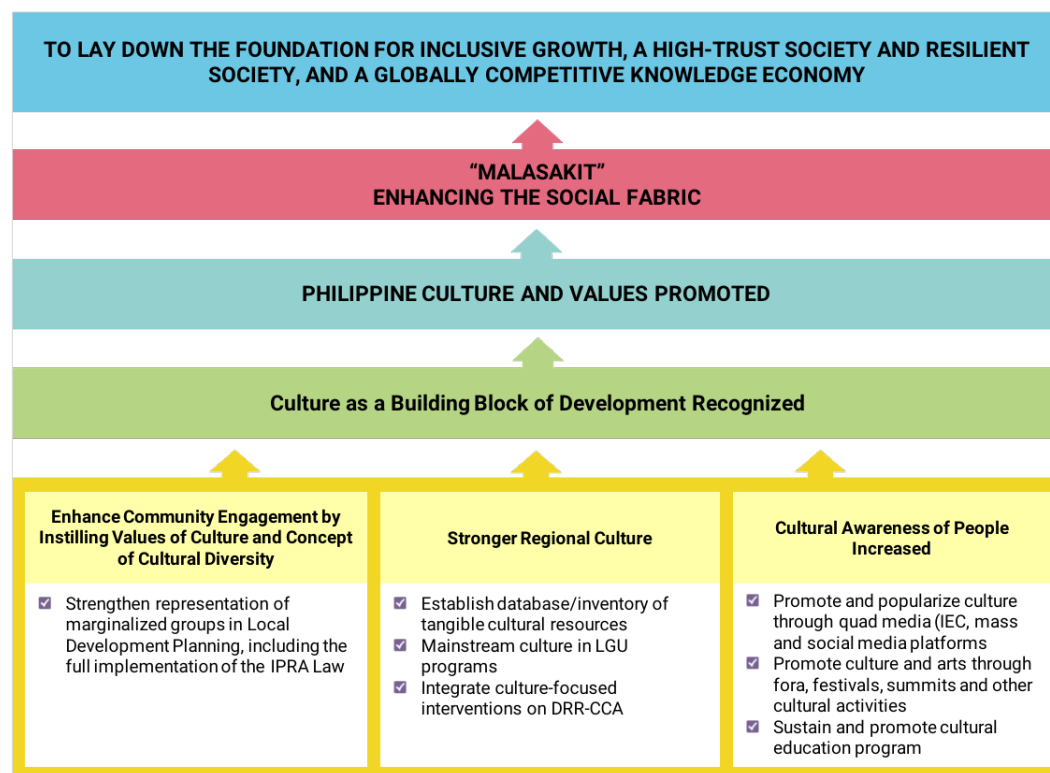 TO LAY DOWN THE FOUNDATION FOR INCLUSIVE GROWTH, A HIGH-TRUST SOCIETY AND RESILIENT
SOCIETY, AND A GLOBALLY COMPETITIVE KNOWLEDGE ECONOMY
“MALASAKIT”
ENHANCING THE SOCIAL FABRIC
PHILIPPINE CULTURE AND VALUES PROMOTED
Culture as a Building Block of Development Recognized
Enhance Community Engagement by
Instilling Values of Culture and Concept
of Cultural Diversity
Strengthen representation of
marginalized groups in Local
Development Planning, including the
full implementation of the IPRA Law
Stronger Regional Culture
Establish database/inventory of
tangible cultural resources
Mainstream culture in LGU
programs
Integrate culture-focused
interventions on DRR-CCA
Cultural Awareness of People
Increased
Promote and popularize culture
through quad media (IEC, mass
and social media platforms
Promote culture and arts through
fora, festivals, summits and other
cultural activities
Sustain and promote cultural
education program